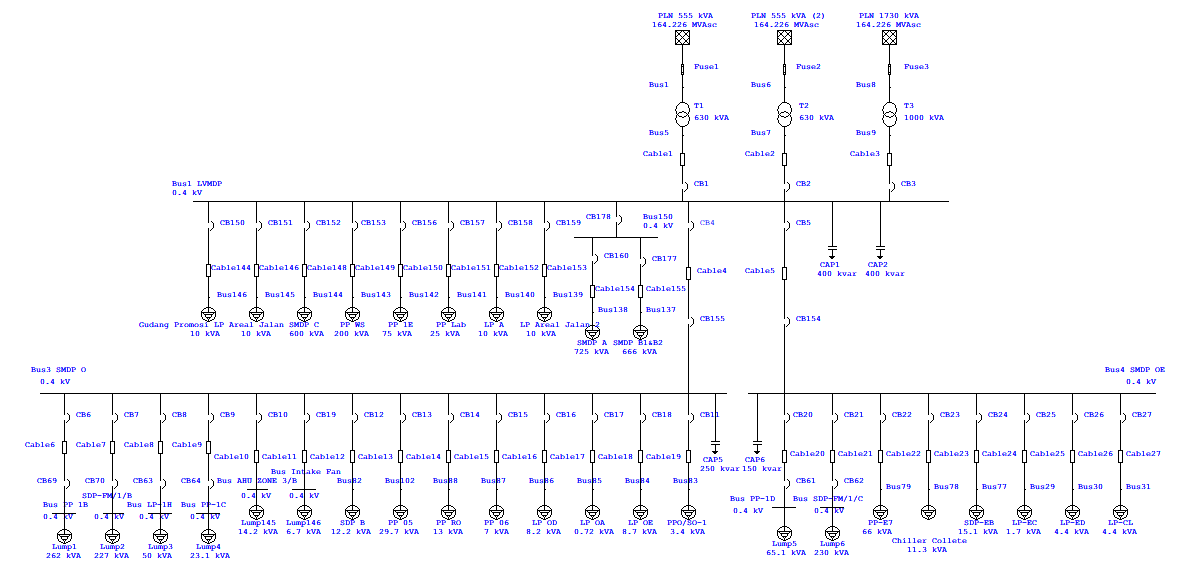 PLN 555 kVA
164.226 MVAsc
PLN 555 kVA (2)
164.226 MVAsc
PLN 1730 kVA
164.226 MVAsc
Fuse1
Fuse2
Fuse3
Bus1
Bus6
Bus8
T1
630 kVA
T2
630 kVA
T3
1000 kVA
Bus5
Bus7
Bus9
Cable1
Cable2
Cable3
CB1
CB2
CB3
Bus1 LVMDP
0.4 kV
CB150
CB151
CB152
CB153
CB156
CB157
CB158
CB159
CB178
Bus150
0.4 kV
CB4
CB5
CB160
CB177
Cable144
Cable146
Cable148
Cable149
Cable150
Cable151
Cable152
Cable153
Cable4
Cable5
CAP1
400 kvar
CAP2
400 kvar
Cable154
Cable155
Bus146
Bus145
Bus144
Bus143
Bus142
Bus141
Bus140
Bus139
Bus138
Bus137
CB155
CB154
Gudang Promosi
10 kVA
LP Areal Jalan
10 kVA
SMDP C
600 kVA
PP WS
200 kVA
PP 1E
75 kVA
PP Lab
25 kVA
LP A
10 kVA
LP Areal Jalan 2
10 kVA
SMDP A
725 kVA
SMDP B1&B2
666 kVA
Bus3 SMDP O
0.4 kV
Bus4 SMDP OE
0.4 kV
CB6
CB7
CB8
CB9
CB10
CB19
CB12
CB13
CB14
CB15
CB16
CB17
CB18
CB11
CB20
CB21
CB22
CB23
CB24
CB25
CB26
CB27
Cable6
Cable7
Cable8
Cable9
Cable10
Cable11
Cable12
Cable13
Cable14
Cable15
Cable16
Cable17
Cable18
Cable19
CAP5
250 kvar
CAP6
150 kvar
Cable20
Cable21
Cable22
Cable23
Cable24
Cable25
Cable26
Cable27
CB69
CB70
CB63
CB64
Bus AHU ZONE 3/B
0.4 kV
Bus Intake Fan
0.4 kV
Bus82
Bus102
Bus88
Bus87
Bus86
Bus85
Bus84
Bus83
CB61
CB62
Bus79
Bus78
Bus77
Bus29
Bus30
Bus31
Bus PP 1B
0.4 kV
SDP-FM/1/B
0.4 kV
Bus LP-1H
0.4 kV
Bus PP-1C
0.4 kV
Bus PP-1D
0.4 kV
Bus SDP-FM/1/C
0.4 kV
Lump145
14.2 kVA
Lump146
6.7 kVA
SDP B
12.2 kVA
PP 05
29.7 kVA
PP RO
13 kVA
PP 06
7 kVA
LP OD
8.2 kVA
LP OA
0.72 kVA
LP OE
8.7 kVA
PPO/SO-1
3.4 kVA
PP-E7
66 kVA
Chiller Collete
11.3 kVA
SDP-EB
15.1 kVA
LP-EC
1.7 kVA
LP-ED
4.4 kVA
LP-CL
4.4 kVA
Lump1
262 kVA
Lump2
227 kVA
Lump3
50 kVA
Lump4
23.1 kVA
Lump5
65.1 kVA
Lump6
230 kVA